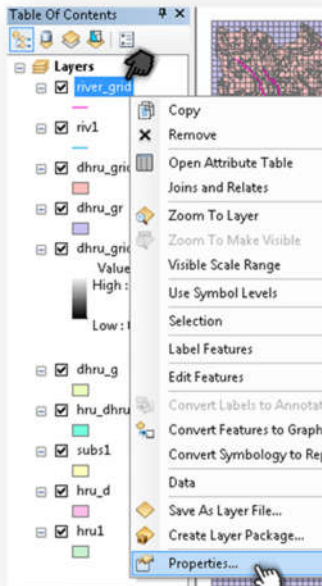 Table Of Contents
Layers
river_grid
riv1
dhru_gri
dhru_gr
dhru_grid
Value
High :
Low :
dhru_g
hru_dhru
subs1
hru_d
hru1
Copy
Remove
Open Attribute Table
Joins and Relates
Zoom To Layer
Zoom To Make Visible
Visible Scale Range
Use Symbol Levels
Selection
Label Features
Edit Features
Convert Labels to Annotat
Convert Features to Graph
Convert Symbology to Rep
Data
Save As Layer File...
Create Layer Package...
Properties...